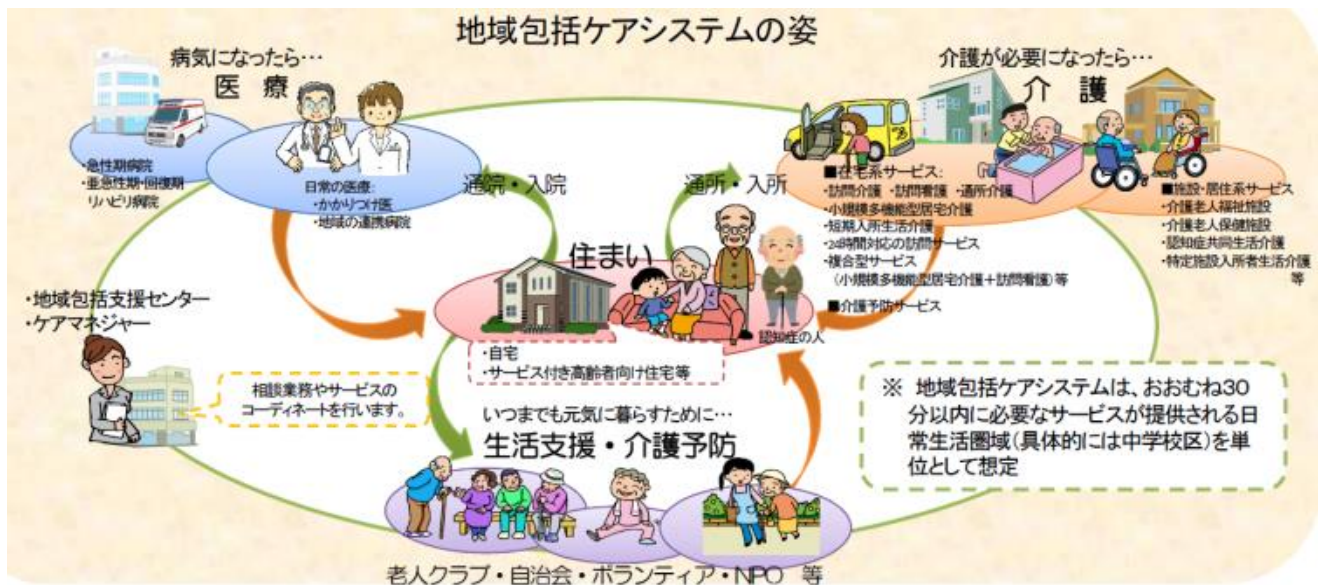 地域包括ケアシステムの姿
病気になったら…
医 療
介護が必要になったら…
介 護
・急性期病院
・亜急性期・回復期
リハビリ病院
日常の医療:
・かかりつけ医
・地域の連携病院
通院・入院
通所・入所
■在宅系サービス:
・訪問介護 ・訪問看護 ・通所介護
・小規模多機能型居宅介護
・短期入所生活介護
・24時間対応の訪問サービス
・複合型サービス
(小規模多機能型居宅介護+訪問看護)等
■介護予防サービス
■施設・居住系サービス
・介護老人福祉施設
・介護老人保健施設
・認知症共同生活介護
・特定施設入所者生活介護
等
住まい
認知症の人
・自宅
・サービス付き高齢者向け住宅等
・地域包括支援センター
・ケアマネジャー
相談業務やサービスの
コーディネートを行います。
いつまでも元気に暮らすために…
生活支援・介護予防
※ 地域包括ケアシステムは、おおむね30
分以内に必要なサービスが提供される日
常生活圏域(具体的には中学校区)を単
位として想定
老人クラブ・自治会・ボランティア・NPO 等